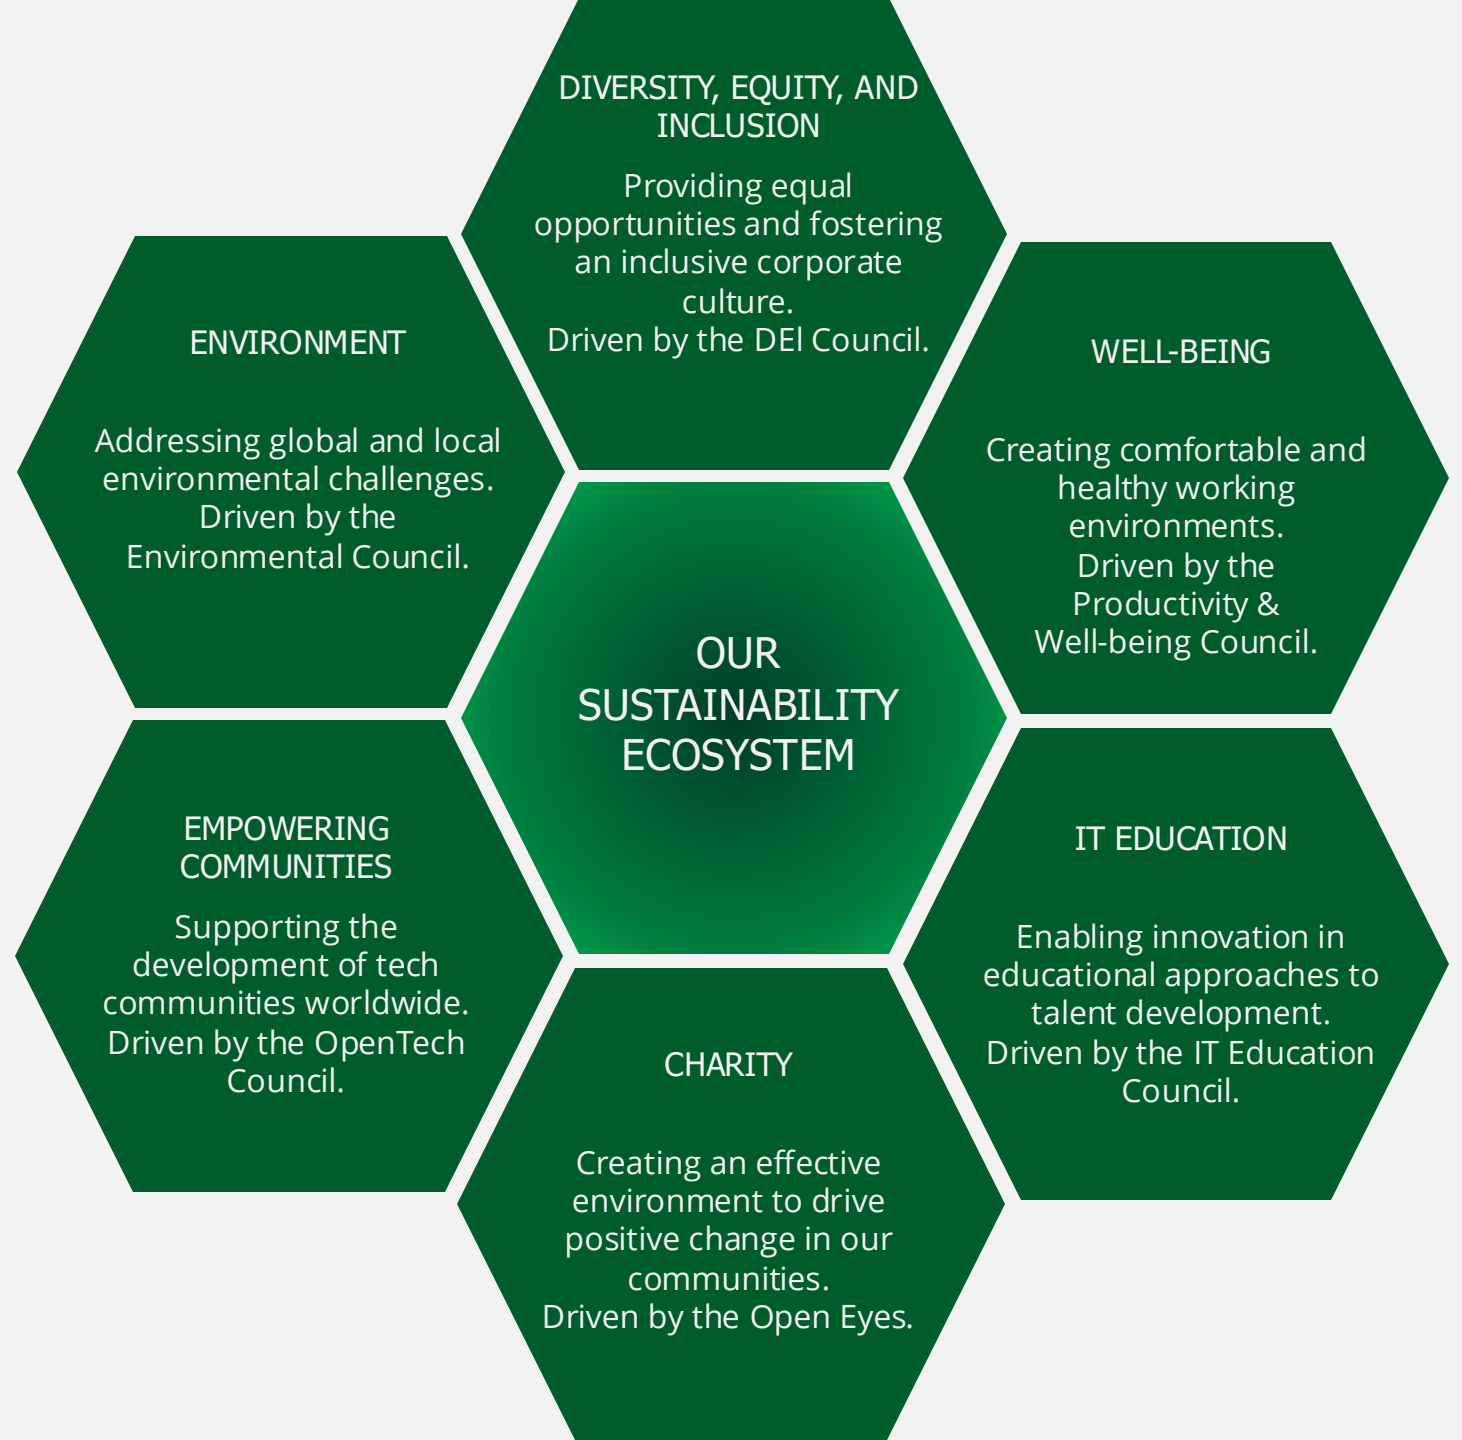 DIVERSITY, EQUITY, AND
INCLUSION
Providing equal
opportunities and fostering
an inclusive corporate
culture.
Driven by the DEl Council.
ENVIRONMENT
Addressing global and local
environmental challenges.
Driven by the
Environmental Council.
WELL-BEING
Creating comfortable and
healthy working
environments.
Driven by the
Productivity &
Well-being Council.
OUR
SUSTAINABILITY
ECOSYSTEM
EMPOWERING
COMMUNITIES
Supporting the
development of tech
communities worldwide.
Driven by the OpenTech
Council.
IT EDUCATION
Enabling innovation in
educational approaches to
talent development.
Driven by the IT Education
Council.
CHARITY
Creating an effective
environment to drive
positive change in our
communities.
Driven by the Open Eyes.